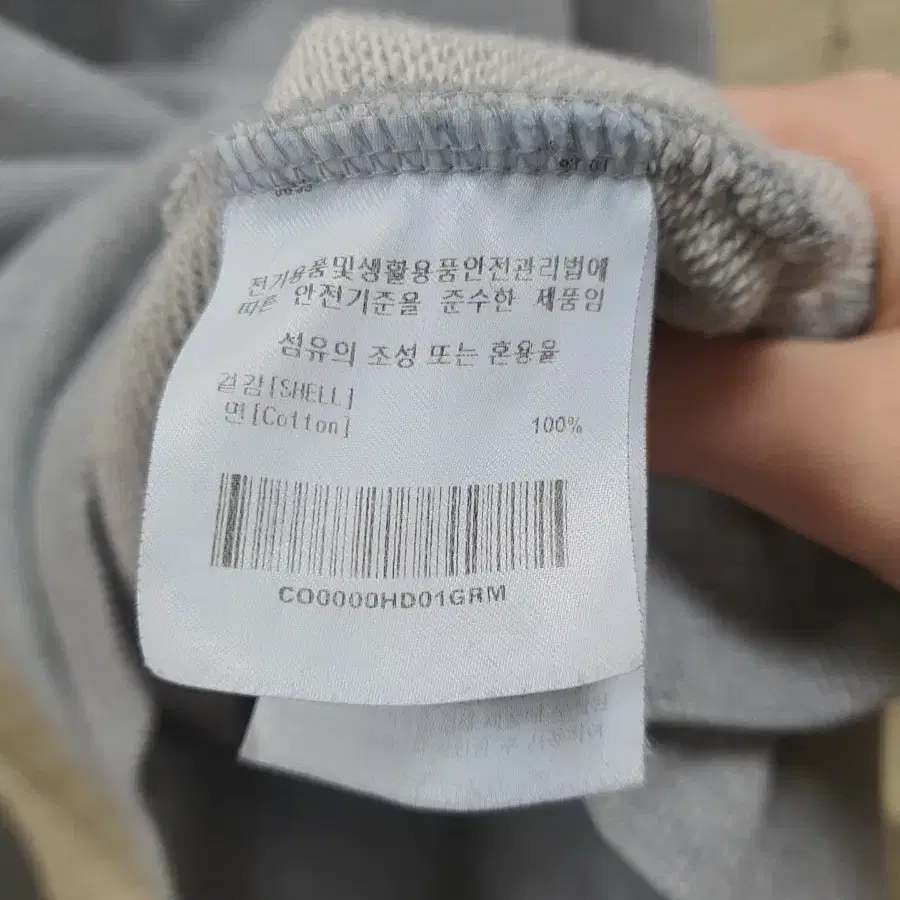 전기용품및생활용품안전관리법에
따른 안전기준을 준수한 제품임
섬유의 조성 또는 혼용율
겉감[SHELL]
면[Cotton] 100%
CO0000HD01GRM